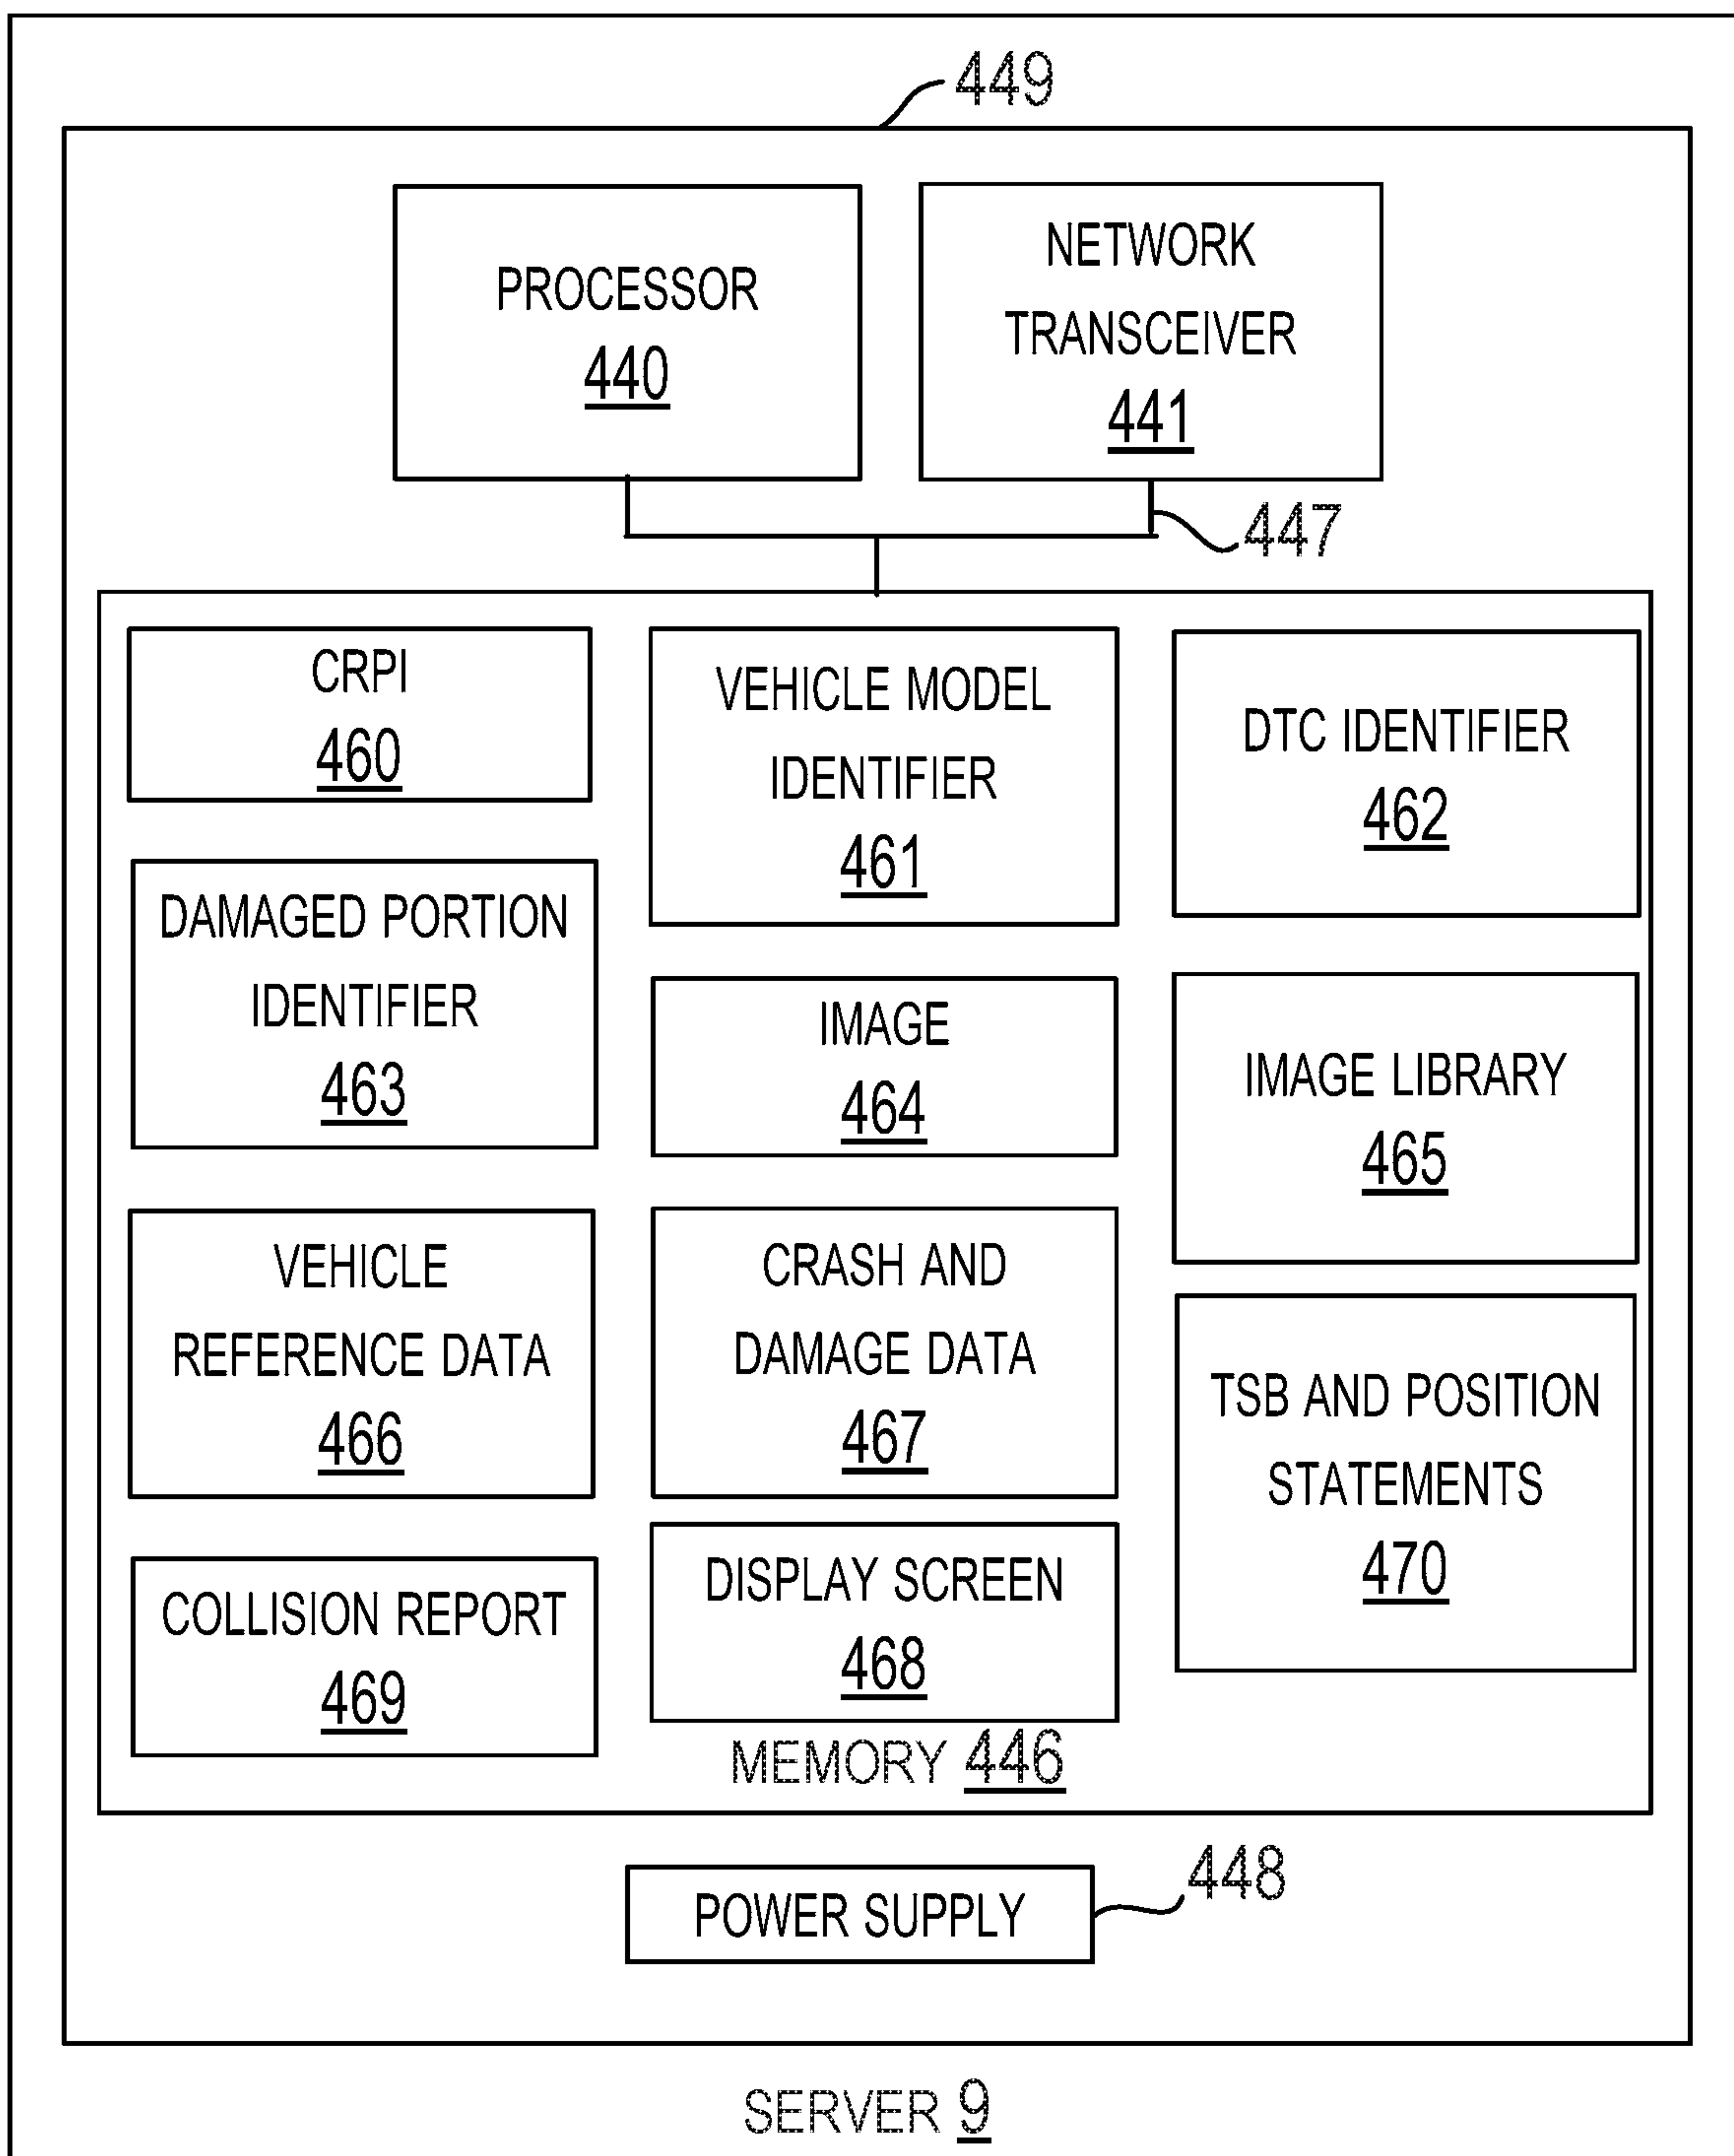 449
PROCESSOR
440
NETWORK
TRANSCEIVER
441
447
CRPI
460
VEHICLE MODEL
IDENTIFIER
461
DTC IDENTIFIER
462
DAMAGED PORTION
IDENTIFIER
463
IMAGE
464
IMAGE LIBRARY
465
VEHICLE
REFERENCE DATA
466
CRASH AND
DAMAGE DATA
467
TSB AND POSITION
STATEMENTS
470
COLLISION REPORT
469
DISPLAY SCREEN
468
MEMORY 446
POWER SUPPLY
448
SERVER 9